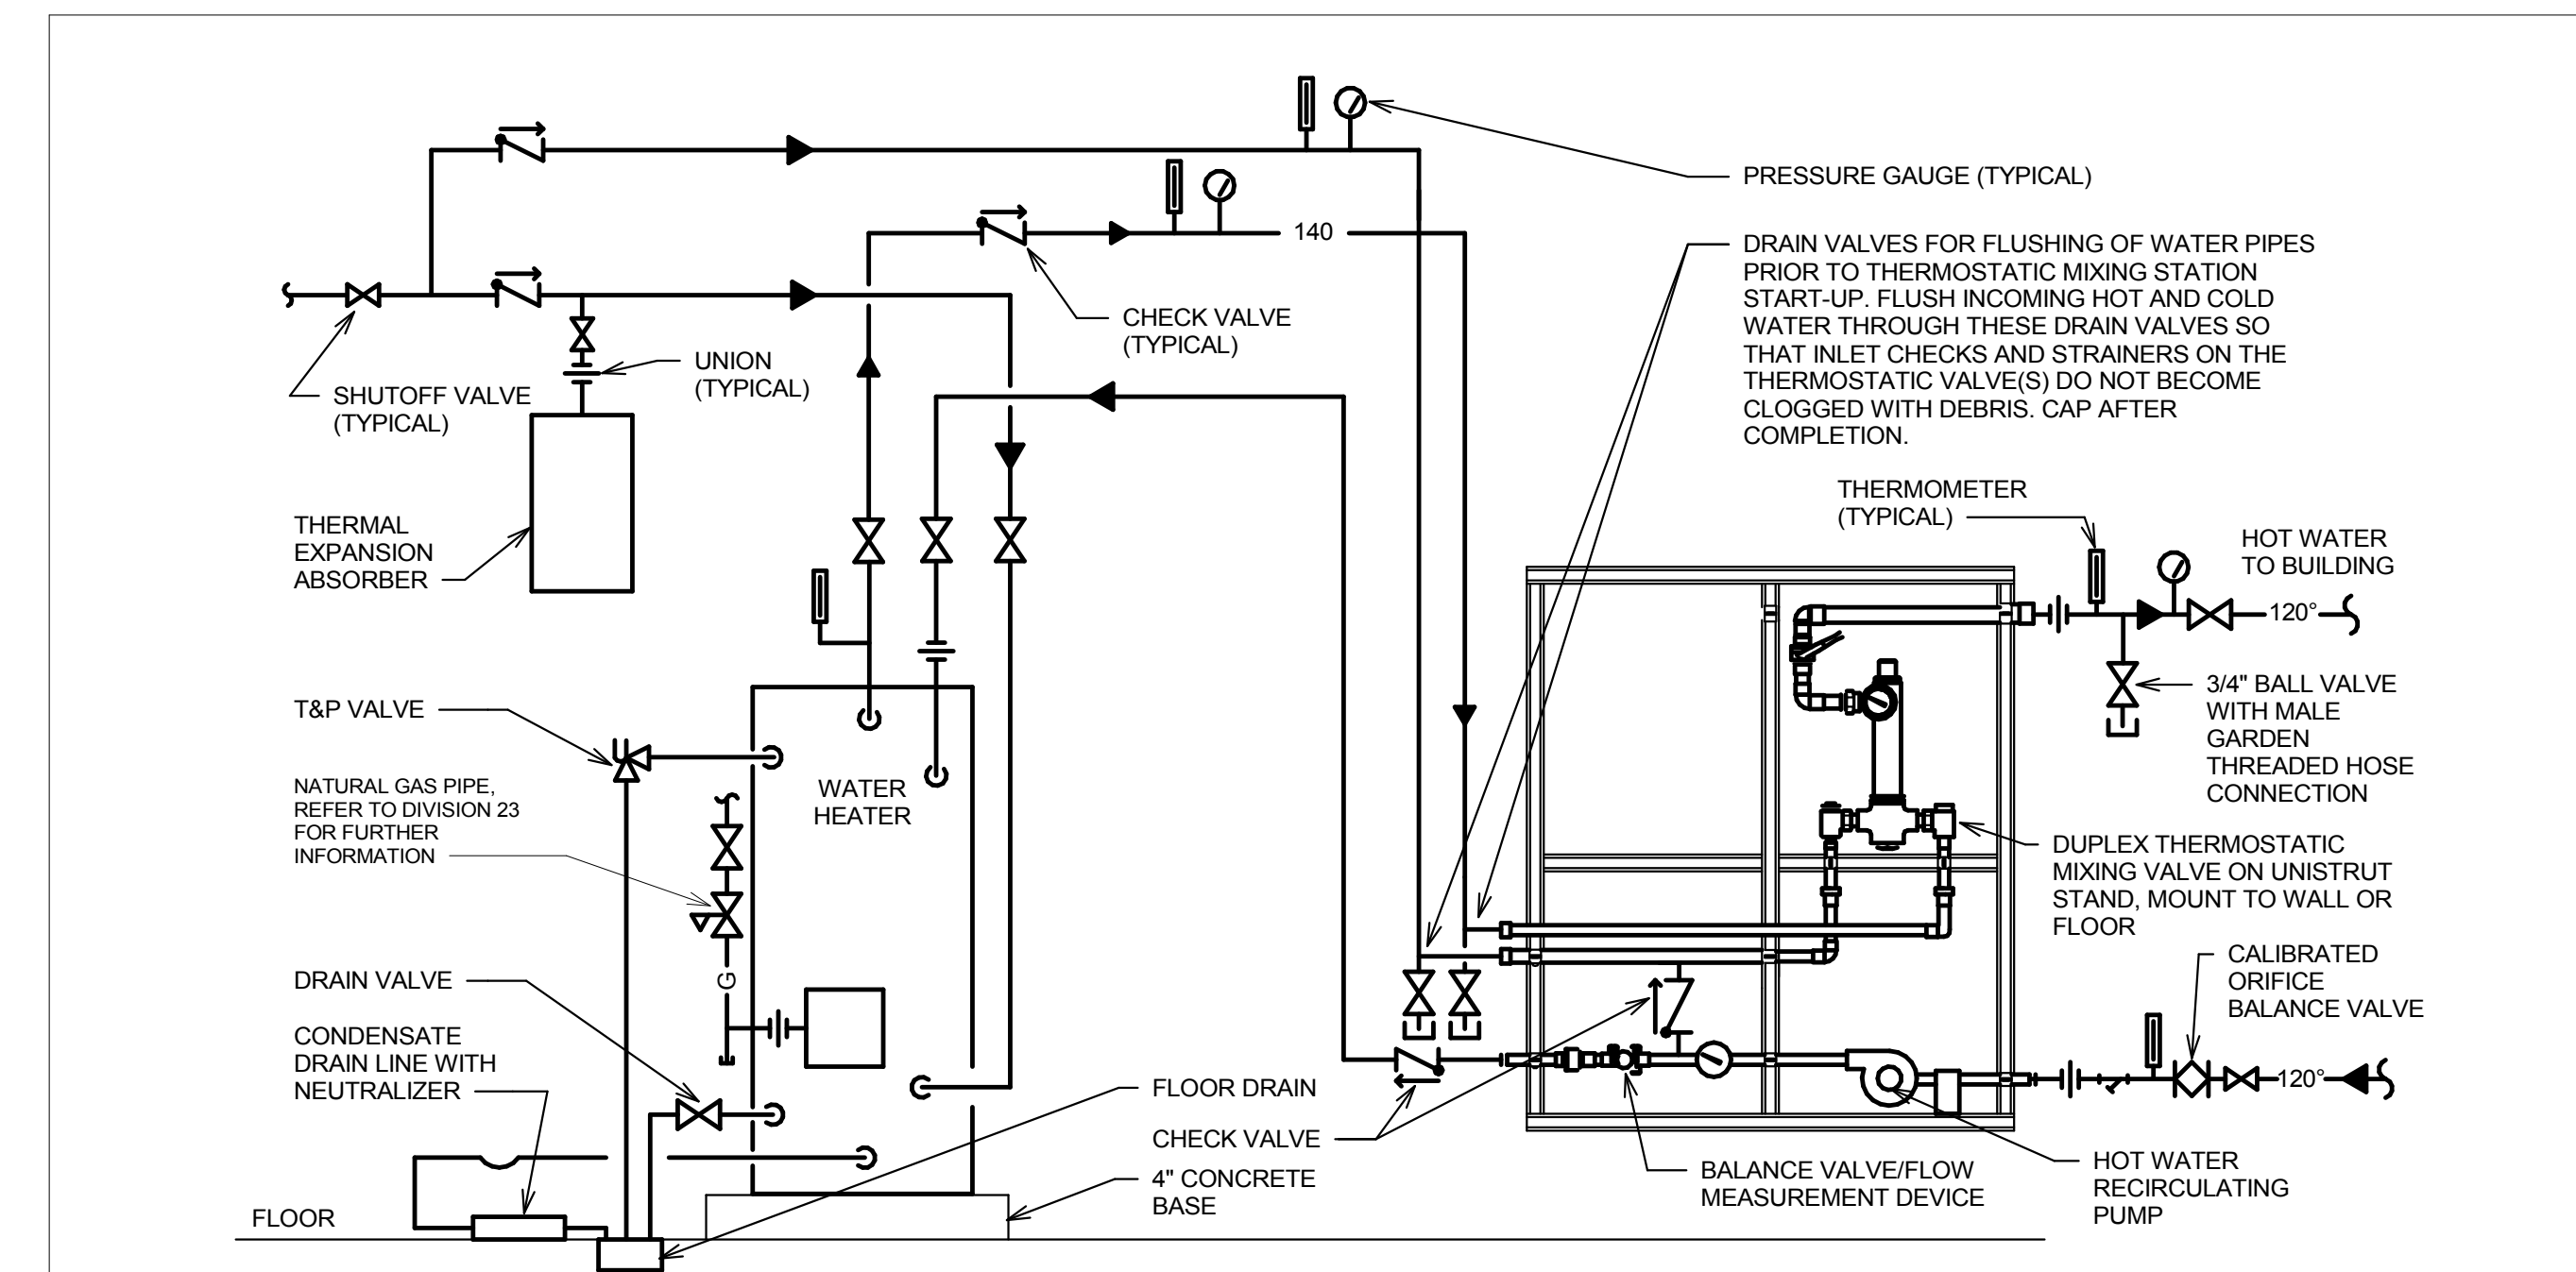 PRESSURE GAUGE (TYPICAL)
140
DRAIN VALVES FOR FLUSHING OF WATER PIPES
PRIOR TO THERMOSTATIC MIXING STATION
START-UP. FLUSH INCOMING HOT AND COLD
WATER THROUGH THESE DRAIN VALVES SO
THAT INLET CHECKS AND STRAINERS ON THE
THERMOSTATIC VALVE(S) DO NOT BECOME
CLOGGED WITH DEBRIS. CAP AFTER
COMPLETION.
CHECK VALVE
(TYPICAL)
UNION
(TYPICAL)
SHUTOFF VALVE
(TYPICAL)
THERMAL
EXPANSION
ABSORBER
THERMOMETER
(TYPICAL)
HOT WATER
TO BUILDING
120°
3/4" BALL VALVE
WITH MALE
GARDEN
THREADED HOSE
CONNECTION
T&P VALVE
NATURAL GAS PIPE,
REFER TO DIVISION 23
FOR FURTHER
INFORMATION
WATER
HEATER
DUPLEX THERMOSTATIC
MIXING VALVE ON UNISTRUT
STAND, MOUNT TO WALL OR
FLOOR
G
DRAIN VALVE
CONDENSATE
DRAIN LINE WITH
NEUTRALIZER
CALIBRATED
ORIFICE
BALANCE VALVE
120°
FLOOR DRAIN
CHECK VALVE
4" CONCRETE
BASE
BALANCE VALVE/FLOW
MEASUREMENT DEVICE
HOT WATER
RECIRCULATING
PUMP
FLOOR